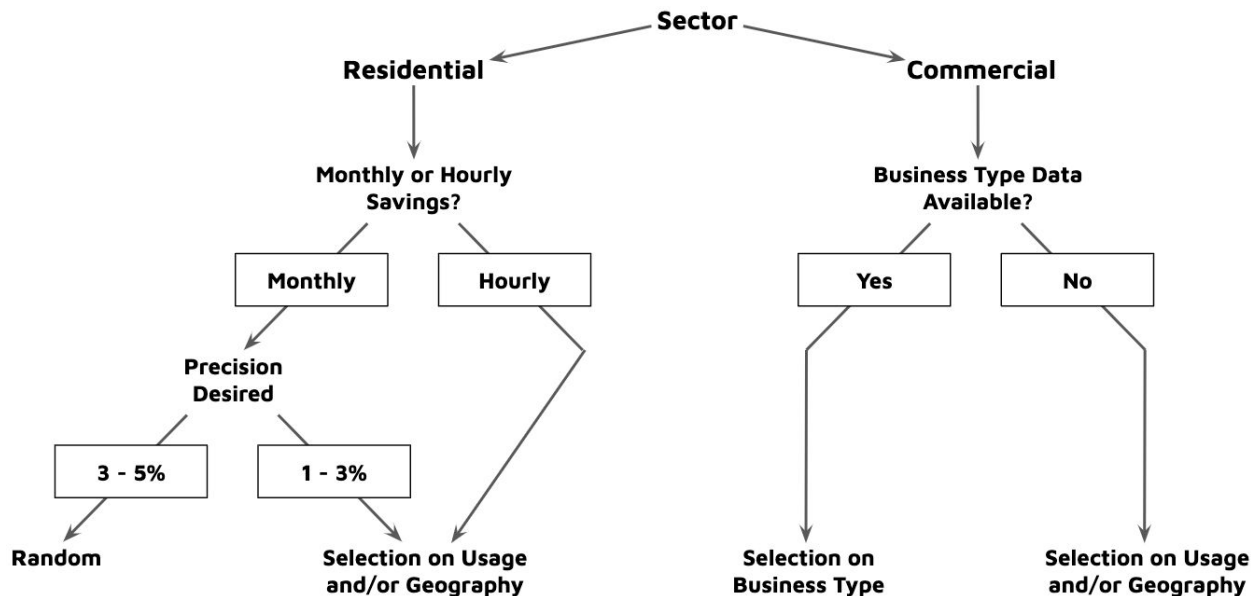 Sector
Residential
Commercial
Monthly or Hourly
Savings?
Business Type Data
Available?
Monthly
Hourly
Yes
No
Precision
Desired
3 - 5%
1 - 3%
Random
Selection on Usage
and/or Geography
Selection on
Business Type
Selection on Usage
and/or Geography